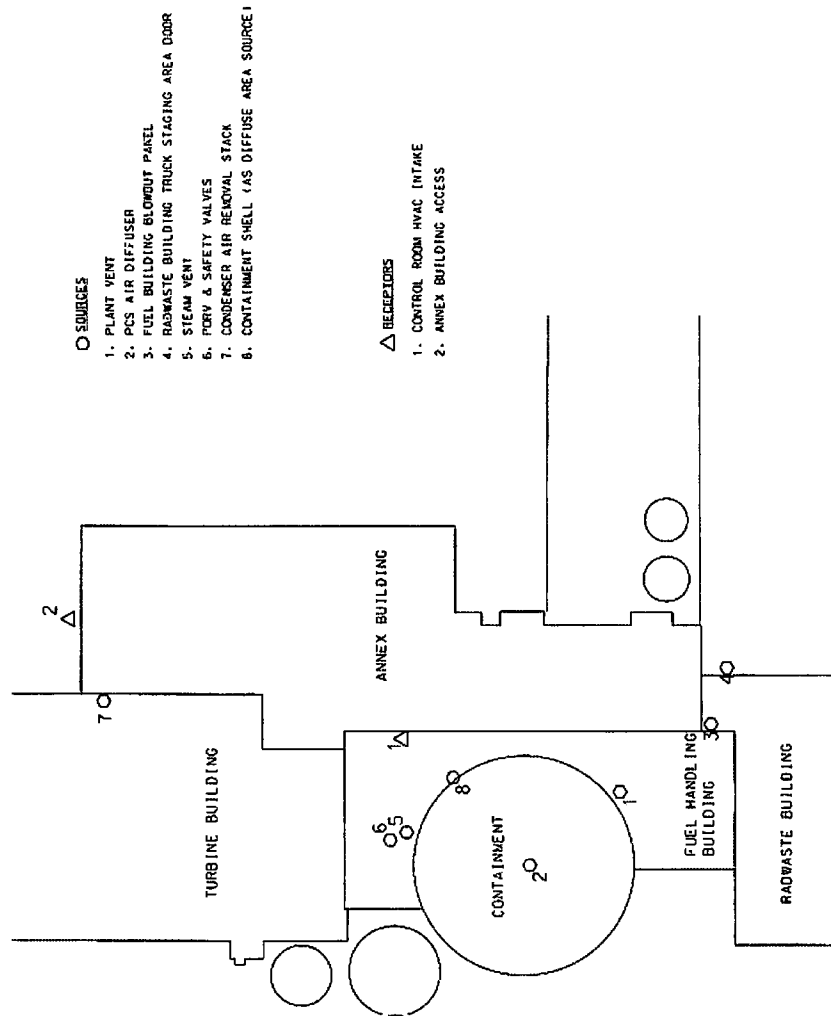 SOURCES
1. PLANT VENT
2. PCS AIR DIFFUSER
3. FUEL BUILDING BLOWOUT PANEL
4. RADWASTE BUILDING TRUCK STAGING AREA DOOR
5. STEAM VENT
6. PORV & SAFETY VALVES
7. CONDENSER AIR REMOVAL STACK
8. CONTAINMENT SHELL (AS DIFFUSE AREA SOURCE)
RECEPTORS
1. CONTROL ROOM HVAC INTAKE
2. ANNEX BUILDING ACCESS
2
7
TURBINE BUILDING
ANNEX BUILDING
1
6
5
8
CONTAINMENT
2
1
FUEL HANDLING
BUILDING
3
4
RADWASTE BUILDING